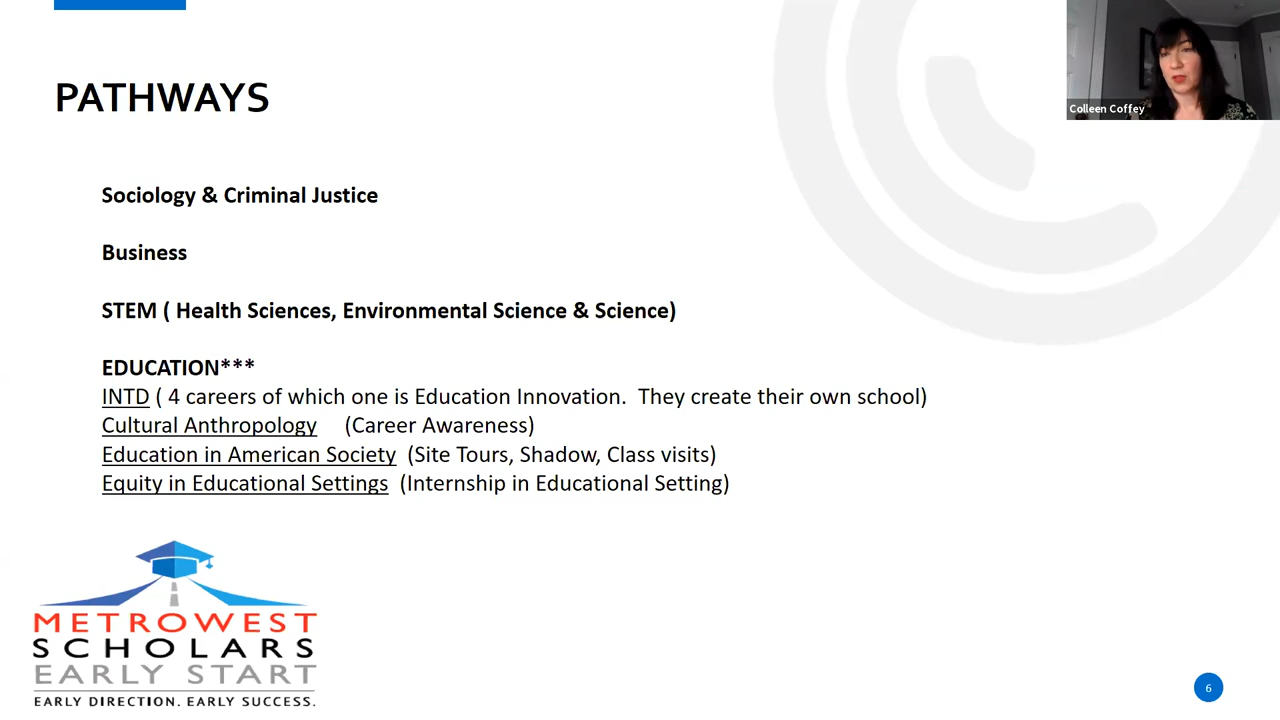 PATHWAYS
Colleen Coffey
Sociology & Criminal Justice
Business
STEM ( Health Sciences, Environmental Science & Science)
EDUCATION***
INTD ( 4 careers of which one is Education Innovation.  They create their own school)
Cultural Anthropology    (Career Awareness)
Education in American Society  (Site Tours, Shadow, Class visits)
Equity in Educational Settings  (Internship in Educational Setting)
METROWEST
SCHOLARS
EARLY START
EARLY DIRECTION. EARLY SUCCESS.
6